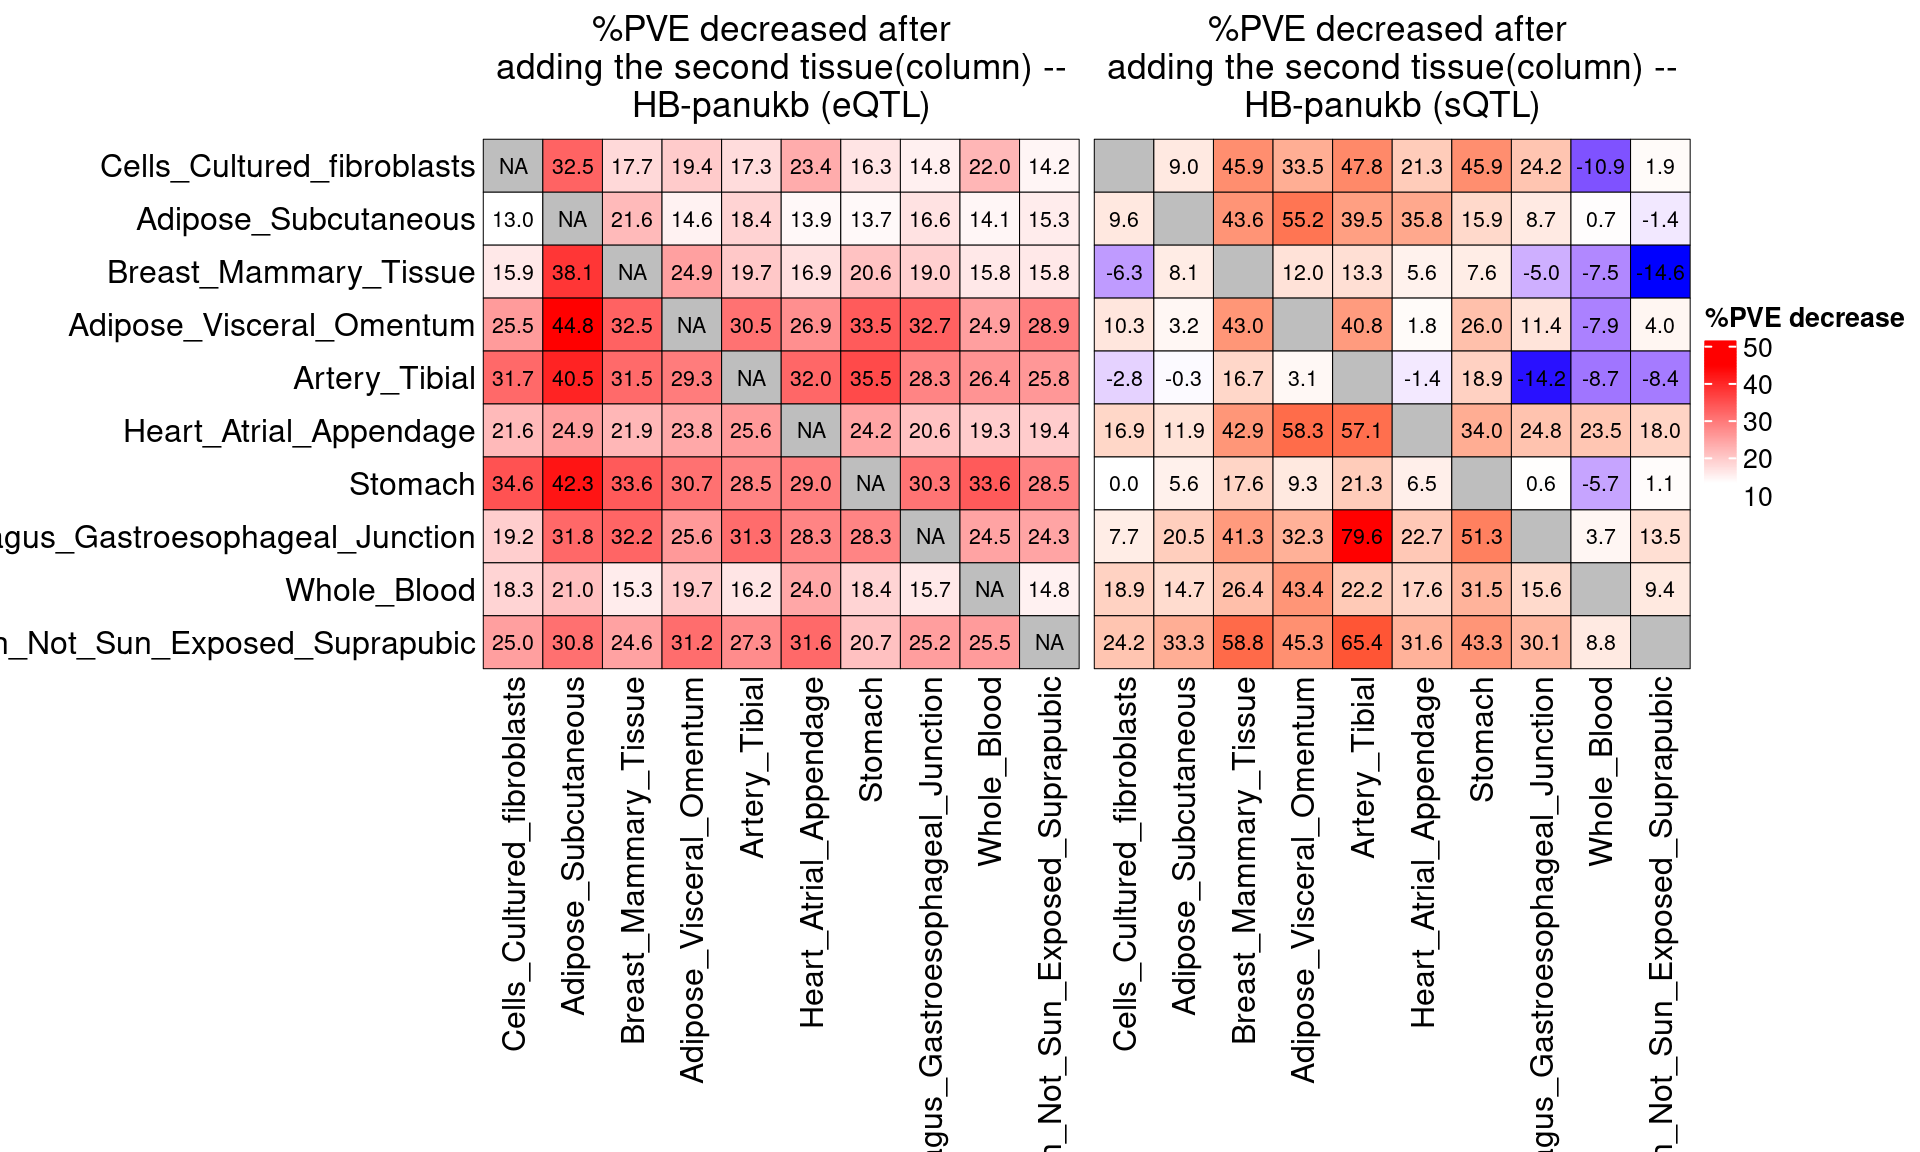 %PVE decreased after
adding the second tissue(column) --
HB-panukb (eQTL)
%PVE decreased after
adding the second tissue(column) --
HB-panukb (sQTL)
Cells_Cultured_fibroblasts NA 32.5 17.7 19.4 17.3 23.4 16.3 14.8 22.0 14.2 9.0 45.9 33.5 47.8 21.3 45.9 24.2 -10.9 1.9
Adipose_Subcutaneous 13.0 NA 21.6 14.6 18.4 13.9 13.7 16.6 14.1 15.3 9.6 43.6 55.2 39.5 35.8 15.9 8.7 0.7 -1.4
Breast_Mammary_Tissue 15.9 38.1 NA 24.9 19.7 16.9 20.6 19.0 15.8 15.8 -6.3 8.1 12.0 13.3 5.6 7.6 -5.0 -7.5 -14.6
Adipose_Visceral_Omentum 25.5 44.8 32.5 NA 30.5 26.9 33.5 32.7 24.9 28.9 10.3 3.2 43.0 40.8 1.8 26.0 11.4 -7.9 4.0
Artery_Tibial 31.7 40.5 31.5 29.3 NA 32.0 35.5 28.3 26.4 25.8 -2.8 -0.3 16.7 3.1 -1.4 18.9 -14.2 -8.7 -8.4
Heart_Atrial_Appendage 21.6 24.9 21.9 23.8 25.6 NA 24.2 20.6 19.3 19.4 16.9 11.9 42.9 58.3 57.1 34.0 24.8 23.5 18.0
Stomach 34.6 42.3 33.6 30.7 28.5 29.0 NA 30.3 33.6 28.5 0.0 5.6 17.6 9.3 21.3 6.5 0.6 -5.7 1.1
agus_Gastroesophageal_Junction 19.2 31.8 32.2 25.6 31.3 28.3 28.3 NA 24.5 24.3 7.7 20.5 41.3 32.3 79.6 22.7 51.3 3.7 13.5
Whole_Blood 18.3 21.0 15.3 19.7 16.2 24.0 18.4 15.7 NA 14.8 18.9 14.7 26.4 43.4 22.2 17.6 31.5 15.6 9.4
n_Not_Sun_Exposed_Suprapubic 25.0 30.8 24.6 31.2 27.3 31.6 20.7 25.2 25.5 NA 24.2 33.3 58.8 45.3 65.4 31.6 43.3 30.1 8.8
Cells_Cultured_fibroblasts
Adipose_Subcutaneous
Breast_Mammary_Tissue
Adipose_Visceral_Omentum
Artery_Tibial
Heart_Atrial_Appendage
Stomach
agus_Gastroesophageal_Junction
Whole_Blood
n_Not_Sun_Exposed_Suprapubic
Cells_Cultured_fibroblasts
Adipose_Subcutaneous
Breast_Mammary_Tissue
Adipose_Visceral_Omentum
Artery_Tibial
Heart_Atrial_Appendage
Stomach
agus_Gastroesophageal_Junction
Whole_Blood
n_Not_Sun_Exposed_Suprapubic
%PVE decrease
50
40
30
20
10